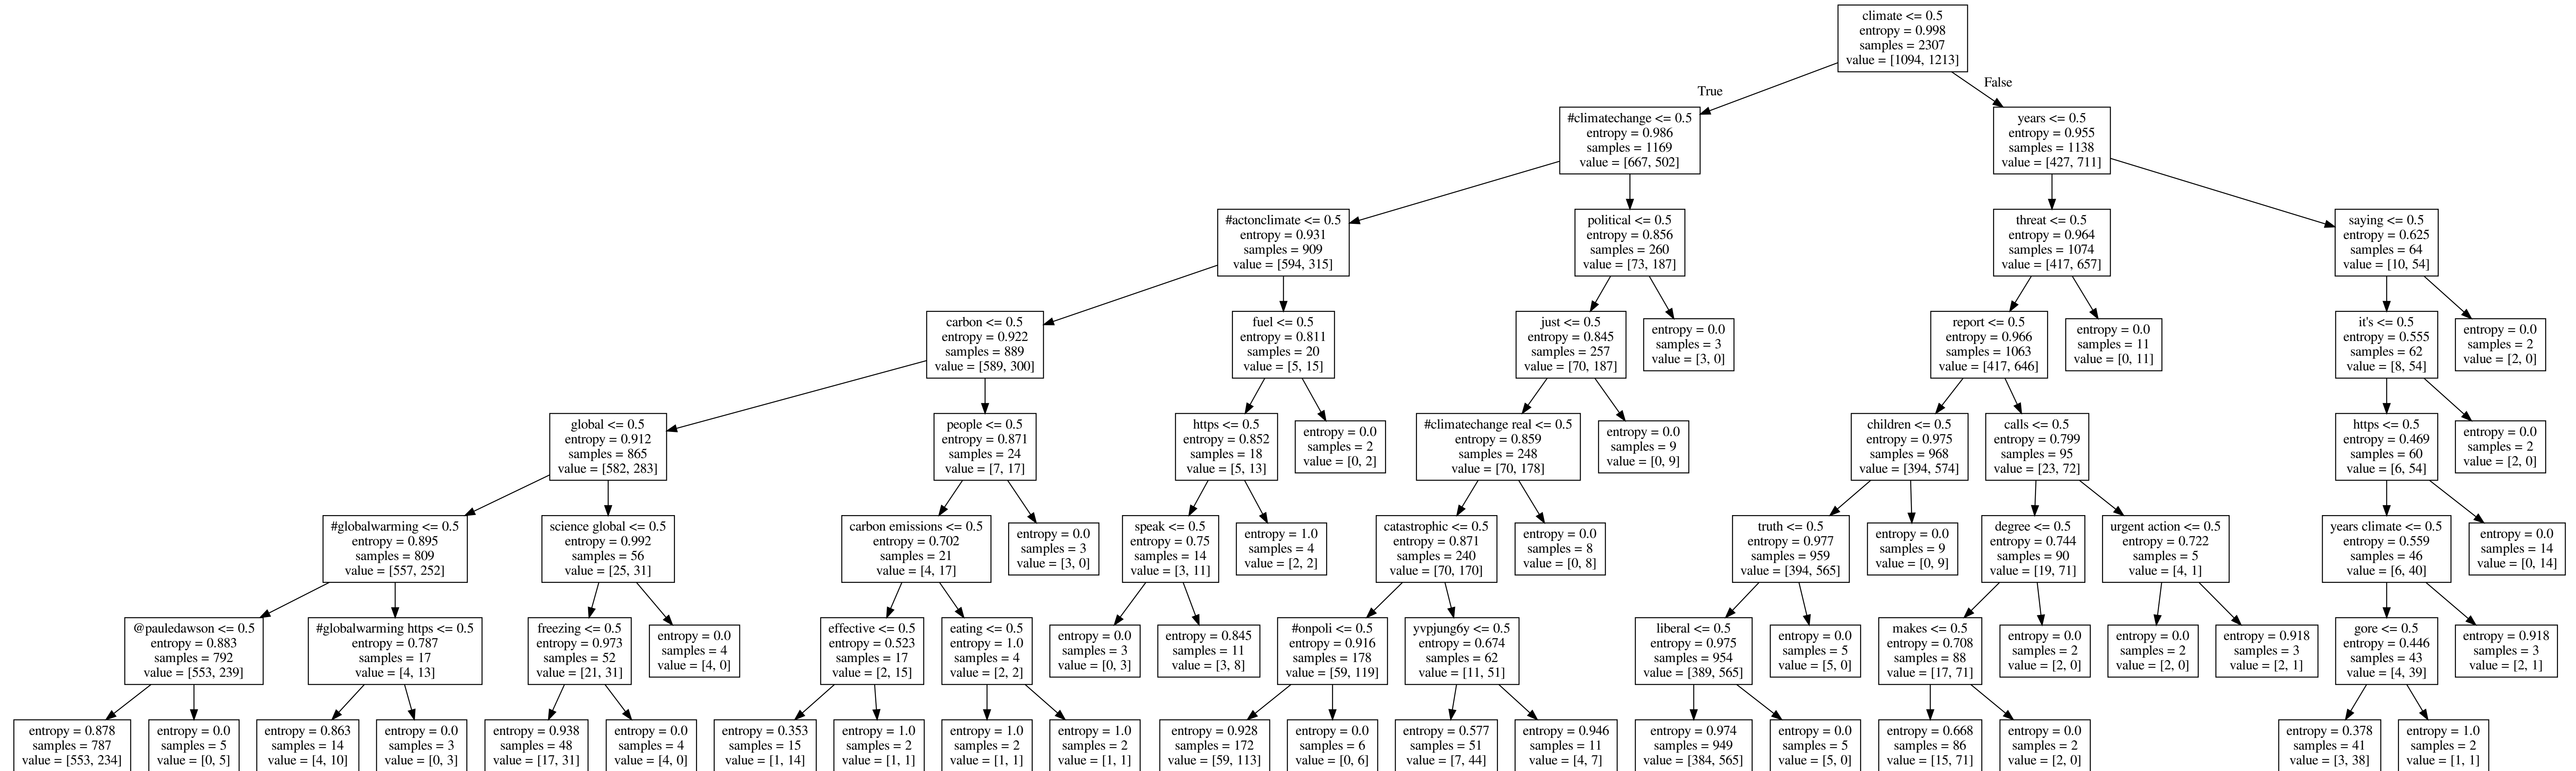 climate <= 0.5
entropy = 0.998
samples = 2307
value = [1094, 1213]
True
False
#climatechange <= 0.5
entropy = 0.986
samples = 1169
value = [667, 502]
years <= 0.5
entropy = 0.955
samples = 1138
value = [427, 711]
#actonclimate <= 0.5
entropy = 0.931
samples = 909
value = [594, 315]
political <= 0.5
entropy = 0.856
samples = 260
value = [73, 187]
threat <= 0.5
entropy = 0.964
samples = 1074
value = [417, 657]
saying <= 0.5
entropy = 0.625
samples = 64
value = [10, 54]
carbon <= 0.5
entropy = 0.922
samples = 889
value = [589, 300]
fuel <= 0.5
entropy = 0.811
samples = 20
value = [5, 15]
just <= 0.5
entropy = 0.845
samples = 257
value = [70, 187]
entropy = 0.0
samples = 3
value = [3, 0]
report <= 0.5
entropy = 0.966
samples = 1063
value = [417, 646]
entropy = 0.0
samples = 11
value = [0, 11]
it's <= 0.5
entropy = 0.555
samples = 62
value = [8, 54]
entropy = 0.0
samples = 2
value = [2, 0]
global <= 0.5
entropy = 0.912
samples = 865
value = [582, 283]
people <= 0.5
entropy = 0.871
samples = 24
value = [7, 17]
https <= 0.5
entropy = 0.852
samples = 18
value = [5, 13]
entropy = 0.0
samples = 2
value = [0, 2]
#climatechange real <= 0.5
entropy = 0.859
samples = 248
value = [70, 178]
entropy = 0.0
samples = 9
value = [0, 9]
children <= 0.5
entropy = 0.975
samples = 968
value = [394, 574]
calls <= 0.5
entropy = 0.799
samples = 95
value = [23, 72]
https <= 0.5
entropy = 0.469
samples = 60
value = [6, 54]
entropy = 0.0
samples = 2
value = [2, 0]
#globalwarming <= 0.5
entropy = 0.895
samples = 809
value = [557, 252]
science global <= 0.5
entropy = 0.992
samples = 56
value = [25, 31]
carbon emissions <= 0.5
entropy = 0.702
samples = 21
value = [4, 17]
entropy = 0.0
samples = 3
value = [3, 0]
speak <= 0.5
entropy = 0.75
samples = 14
value = [3, 11]
entropy = 1.0
samples = 4
value = [2, 2]
catastrophic <= 0.5
entropy = 0.871
samples = 240
value = [70, 170]
entropy = 0.0
samples = 8
value = [0, 8]
truth <= 0.5
entropy = 0.977
samples = 959
value = [394, 565]
entropy = 0.0
samples = 9
value = [0, 9]
degree <= 0.5
entropy = 0.744
samples = 90
value = [19, 71]
urgent action <= 0.5
entropy = 0.722
samples = 5
value = [4, 1]
years climate <= 0.5
entropy = 0.559
samples = 46
value = [6, 40]
entropy = 0.0
samples = 14
value = [0, 14]
@pauledawson <= 0.5
entropy = 0.883
samples = 792
value = [553, 239]
#globalwarming https <= 0.5
entropy = 0.787
samples = 17
value = [4, 13]
freezing <= 0.5
entropy = 0.973
samples = 52
value = [21, 31]
entropy = 0.0
samples = 4
value = [4, 0]
effective <= 0.5
entropy = 0.523
samples = 17
value = [2, 15]
eating <= 0.5
entropy = 1.0
samples = 4
value = [2, 2]
entropy = 0.0
samples = 3
value = [0, 3]
entropy = 0.845
samples = 11
value = [3, 8]
#onpoli <= 0.5
entropy = 0.916
samples = 178
value = [59, 119]
yvpjung6y <= 0.5
entropy = 0.674
samples = 62
value = [11, 51]
liberal <= 0.5
entropy = 0.975
samples = 954
value = [389, 565]
entropy = 0.0
samples = 5
value = [5, 0]
makes <= 0.5
entropy = 0.708
samples = 88
value = [17, 71]
entropy = 0.0
samples = 2
value = [2, 0]
entropy = 0.0
samples = 2
value = [2, 0]
entropy = 0.918
samples = 3
value = [2, 1]
gore <= 0.5
entropy = 0.446
samples = 43
value = [4, 39]
entropy = 0.918
samples = 3
value = [2, 1]
entropy = 0.878
samples = 787
value = [553, 234]
entropy = 0.0
samples = 5
value = [0, 5]
entropy = 0.863
samples = 14
value = [4, 10]
entropy = 0.0
samples = 3
value = [0, 3]
entropy = 0.938
samples = 48
value = [17, 31]
entropy = 0.0
samples = 4
value = [4, 0]
entropy = 0.353
samples = 15
value = [1, 14]
entropy = 1.0
samples = 2
value = [1, 1]
entropy = 1.0
samples = 2
value = [1, 1]
entropy = 1.0
samples = 2
value = [1, 1]
entropy = 0.928
samples = 172
value = [59, 113]
entropy = 0.0
samples = 6
value = [0, 6]
entropy = 0.577
samples = 51
value = [7, 44]
entropy = 0.946
samples = 11
value = [4, 7]
entropy = 0.974
samples = 949
value = [384, 565]
entropy = 0.0
samples = 5
value = [5, 0]
entropy = 0.668
samples = 86
value = [15, 71]
entropy = 0.0
samples = 2
value = [2, 0]
entropy = 0.378
samples = 41
value = [3, 38]
entropy = 1.0
samples = 2
value = [1, 1]